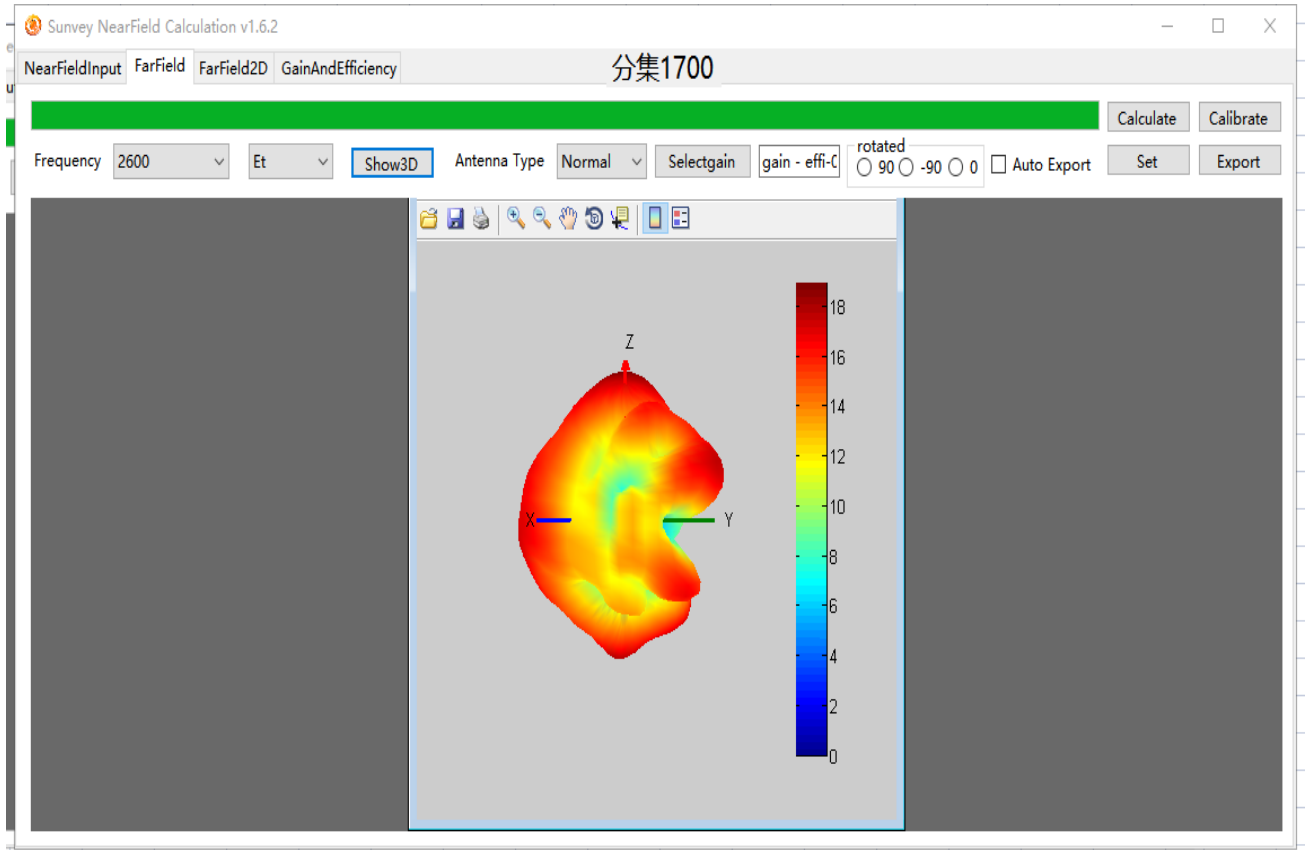 Sunvey NearField Calculation v1.6.2
NearFieldInput FarField FarField2D GainAndEfficiency 分集1700
Calculate Calibrate
Frequency 2600 Et Show3D Antenna Type Normal Selectgain gain - effi- rotated 90 -90 0 Auto Export Set Export
18
Z
16
14
12
10
X Y
8
6
4
2
0